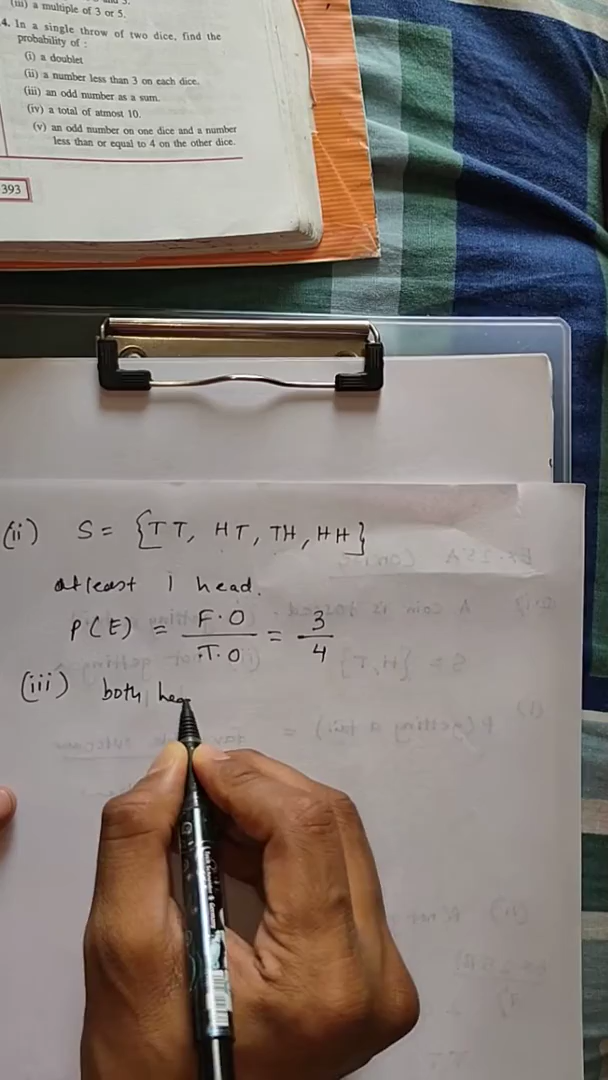 (iii) a multiple of 3 or 5.
4. In a single throw of two dice, find the
probability of :
(i) a doublet
(ii) a number less than 3 on each dice.
(iii) an odd number as a sum.
(iv) a total of atmost 10.
(v) an odd number on one dice and a number
less than or equal to 4 on the other dice.
393
(ii) S = {TT, HT, TH, HH}
atleast 1 head.
P(E) = F.O / T.O = 3 / 4
(iii) both hea